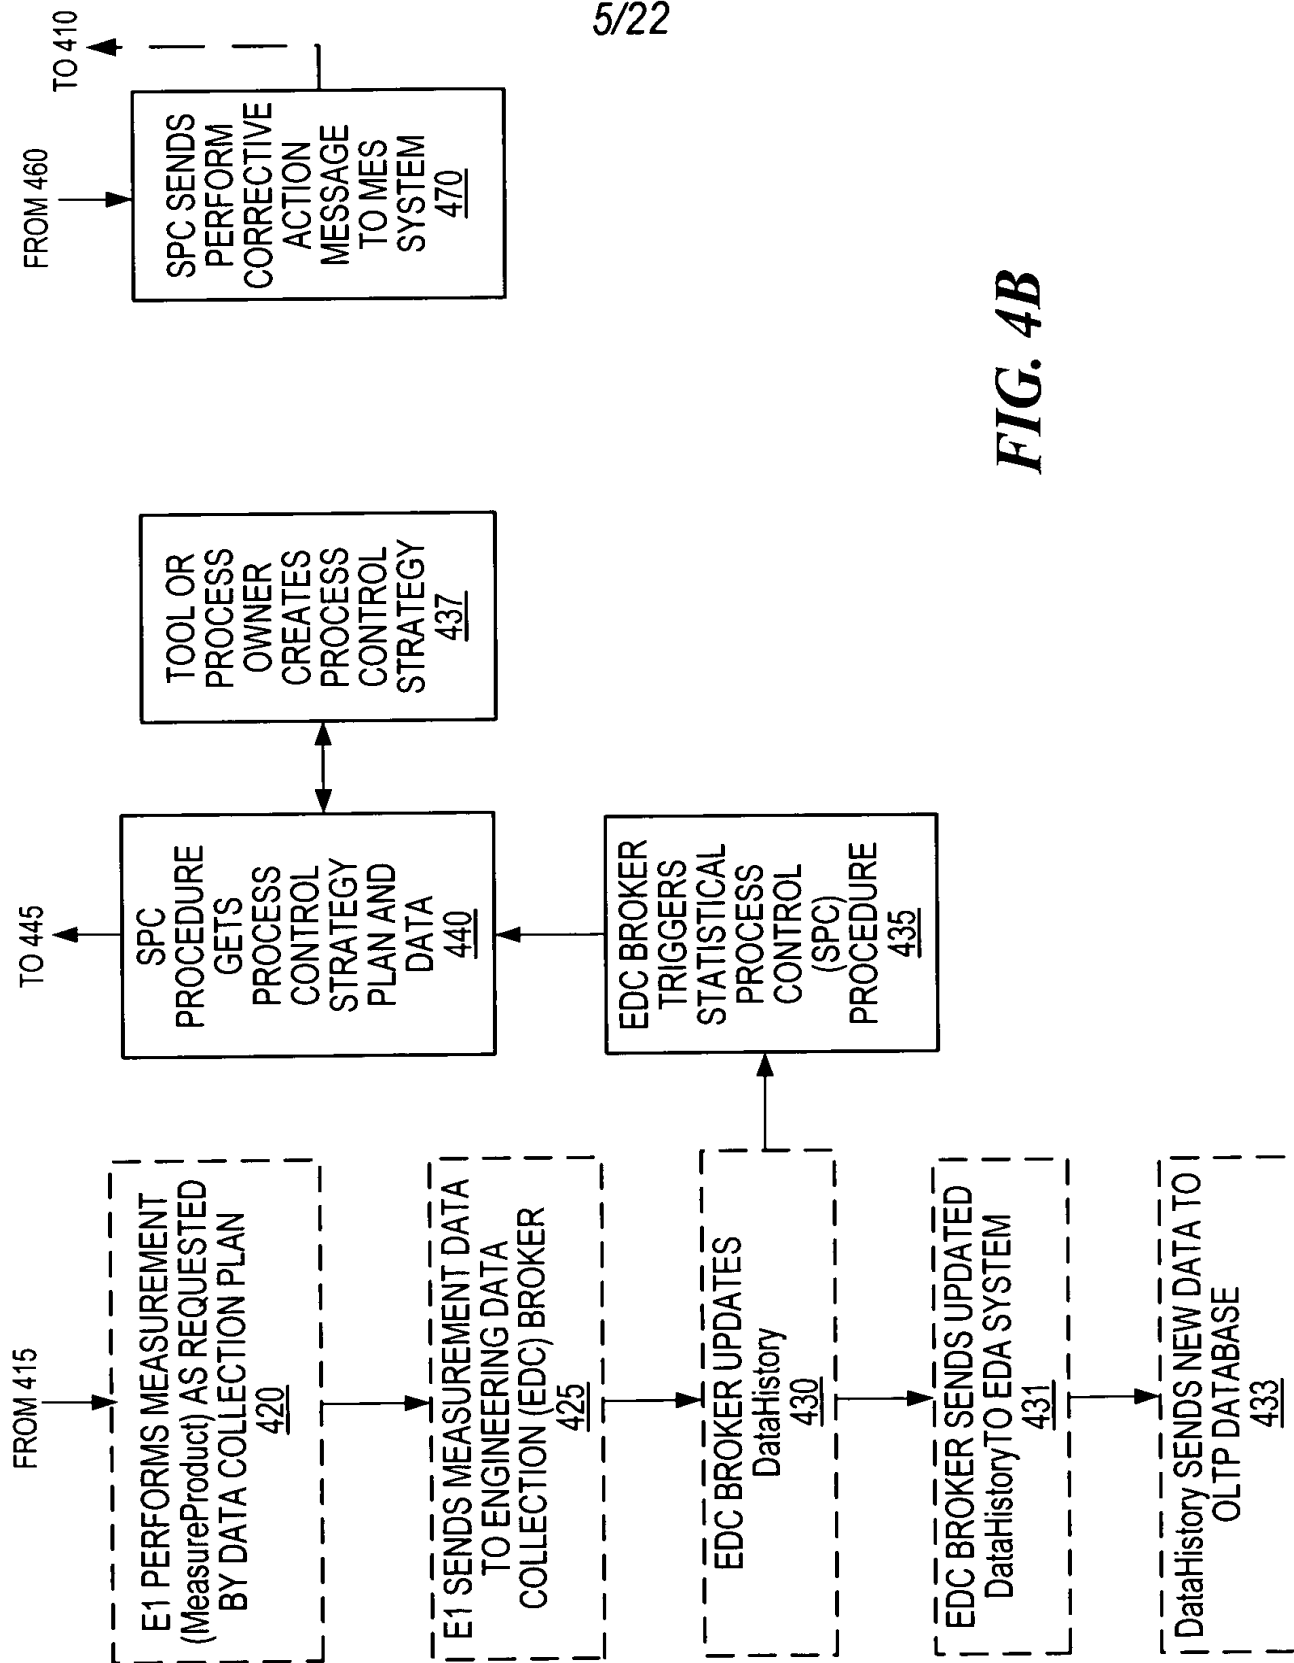 5/22
FROM 415
E1 PERFORMS MEASUREMENT
(MeasureProduct) AS REQUESTED
BY DATA COLLECTION PLAN
420
E1 SENDS MEASUREMENT DATA
TO ENGINEERING DATA
COLLECTION (EDC) BROKER
425
EDC BROKER UPDATES
DataHistory
430
EDC BROKER SENDS UPDATED
DataHistory TO EDA SYSTEM
431
DataHistory SENDS NEW DATA TO
OLTP DATABASE
433
TO 445
SPC
PROCEDURE
GETS
PROCESS
CONTROL
STRATEGY
PLAN AND
DATA
440
EDC BROKER
TRIGGERS
STATISTICAL
PROCESS
CONTROL
(SPC)
PROCEDURE
435
TOOL OR
PROCESS
OWNER
CREATES
PROCESS
CONTROL
STRATEGY
437
FROM 460
TO 410
SPC SENDS
PERFORM
CORRECTIVE
ACTION
MESSAGE
TO MES
SYSTEM
470
FIG. 4B